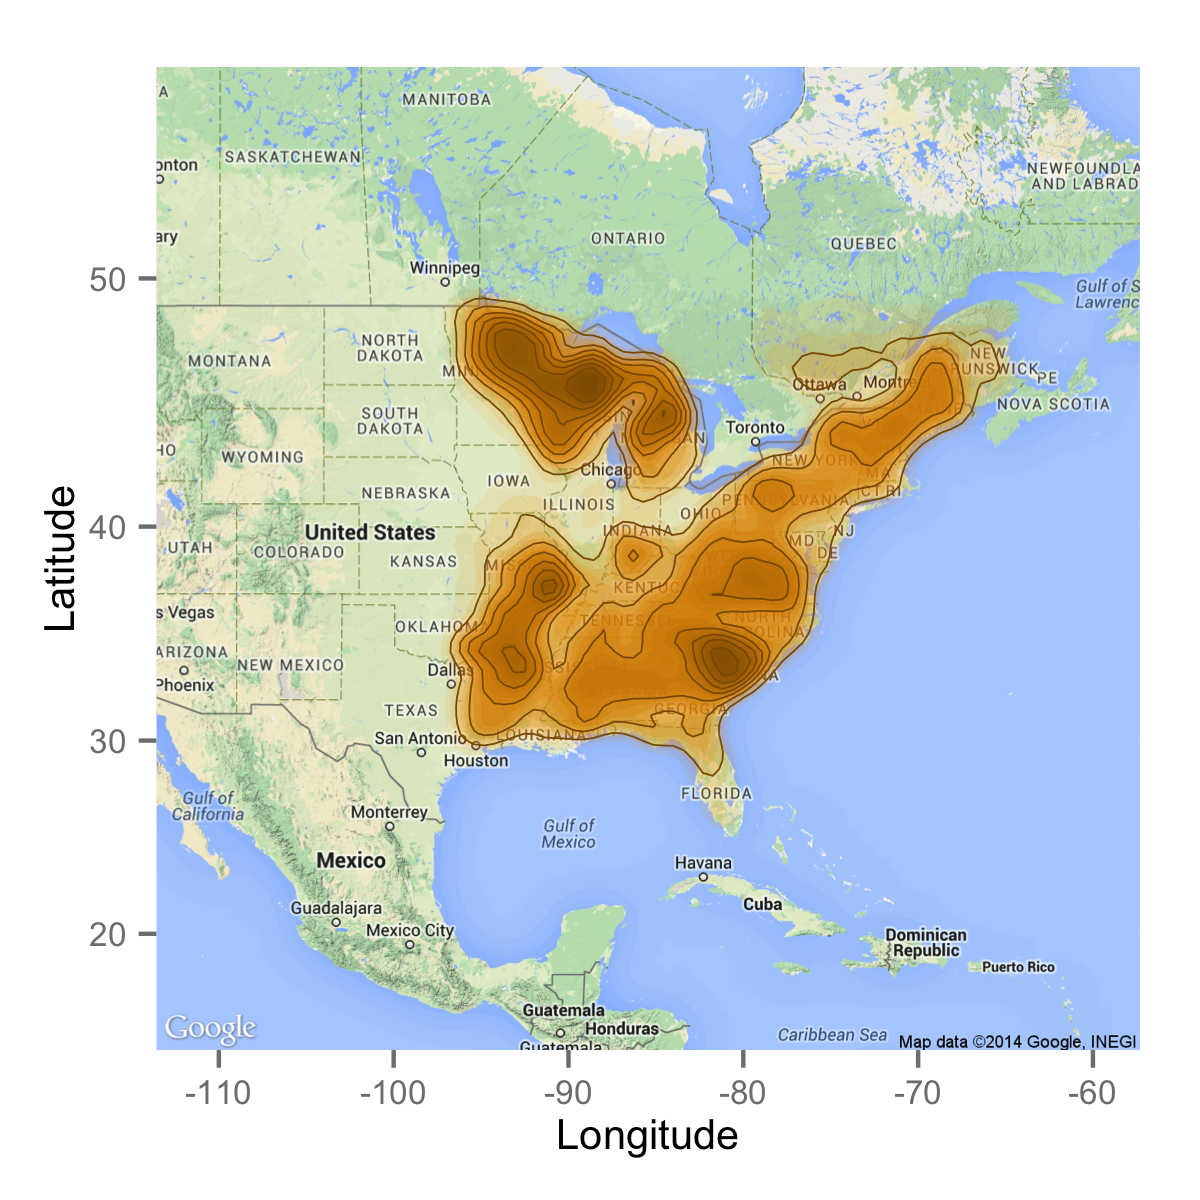 A
MANITOBA
onton
SASKATCHEWAN
NEWFOUNDLA
AND LABRAD
ary
ONTARIO
QUEBEC
50
Winnipeg
Gulf of S
Lawrenc
NORTH
DAKOTA
MONTANA
MIN
NEW
BRUNSWICK
PE
Ottawa
Montre
NOVA SCOTIA
SOUTH
DAKOTA
Toronto
HO
WYOMING
NEW YORK
MA
Chicago
IOWA
NEBRASKA
CT
RI
ILLINOIS
PENNSYLVANIA
OHIO
40
United States
INDIANA
MD
NJ
UTAH
COLORADO
KANSAS
MIS
DE
KENTUC
s Vegas
TENNESSEE
NORTH
OLINA
OKLAHOM
ARIZONA
NEW MEXICO
Dallas
Phoenix
NA
TEXAS
GEORGIA
30
San Antonio
LOUISIANA
Houston
FLORIDA
Gulf of
California
Monterrey
Gulf of
Mexico
Mexico
Havana
Cuba
Guadalajara
Mexico City
20
Dominican
Republic
Puerto Rico
Guatemala
Honduras
Google
Caribbean Sea
Guatemala
Map data ©2014 Google, INEGI
-110
-100
-90
-80
-70
-60
Longitude
Latitude